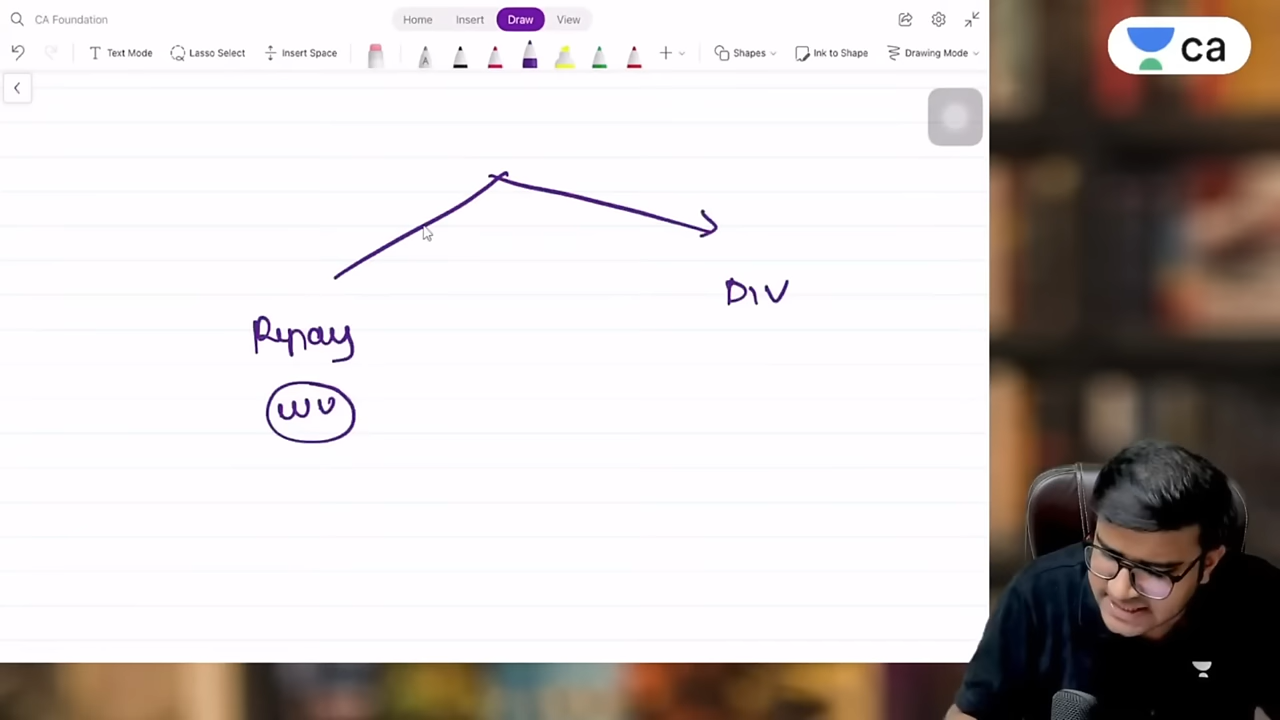 CA Foundation
Home Insert Draw View
Text Mode Lasso Select Insert Space Shapes Ink to Shape Drawing Mode
ca
Div
Repay
WU